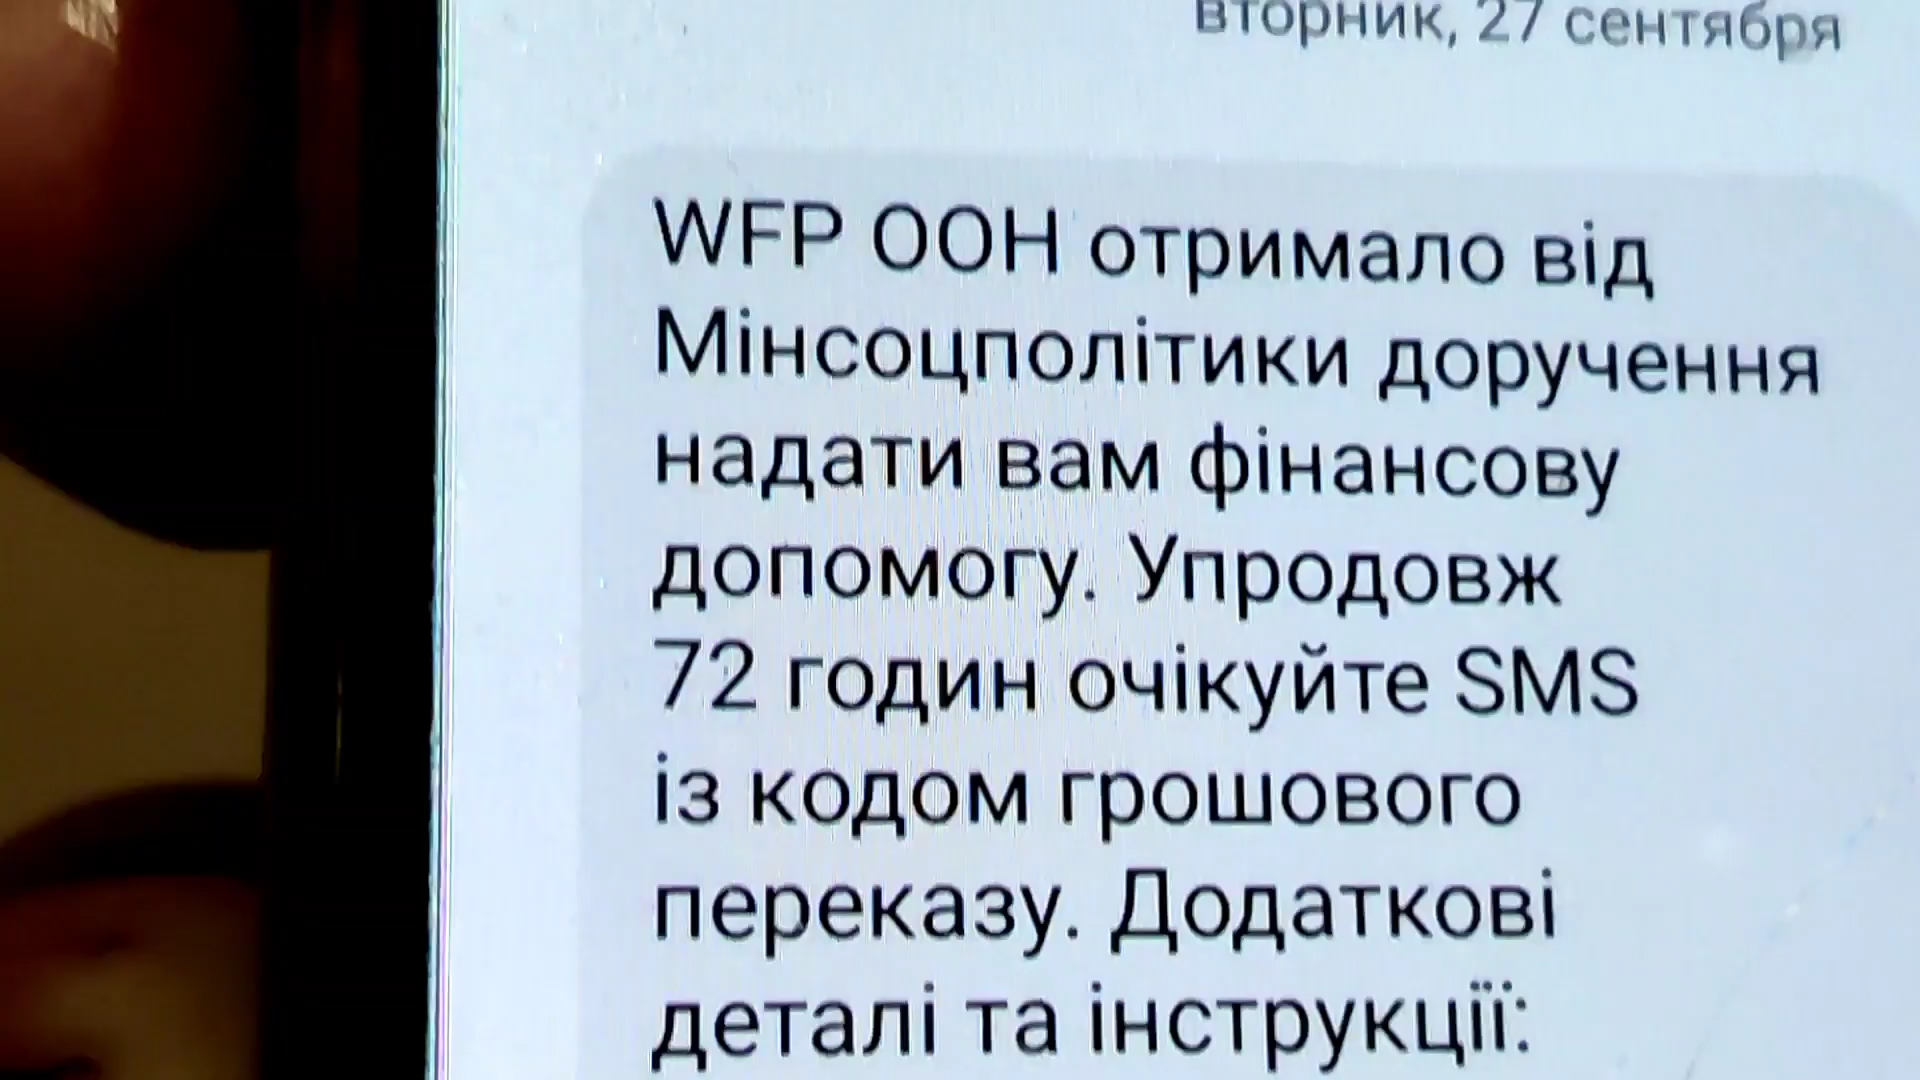 вторник, 27 сентября
WFP ООН отримало від
Мінсоцполітики доручення
надати вам фінансову
допомогу. Упродовж
72 годин очікуйте SMS
із кодом грошового
переказу. Додаткові
деталі та інструкції: